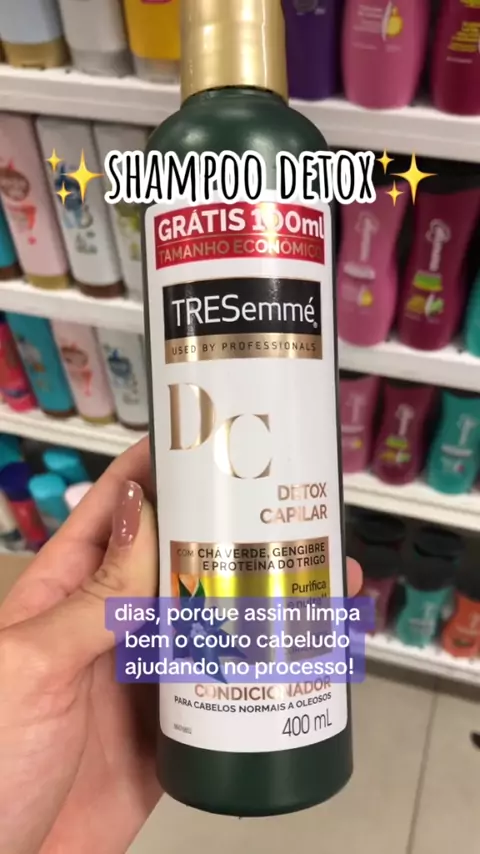 SHAMPOO DETOX
GRÁTIS 100ml
TAMANHO ECONÔMICO
TRESemmé
USED BY PROFESSIONALS
DC
DETOX
CAPILAR
COM CHÁ VERDE, GENGIBRE
E PROTEÍNA DO TRIGO
Purifica
dias, porque assim limpa
bem o couro cabeludo
ajudando no processo!
CONDICIONADOR
PARA CABELOS NORMAIS A OLEOSOS
400 mL